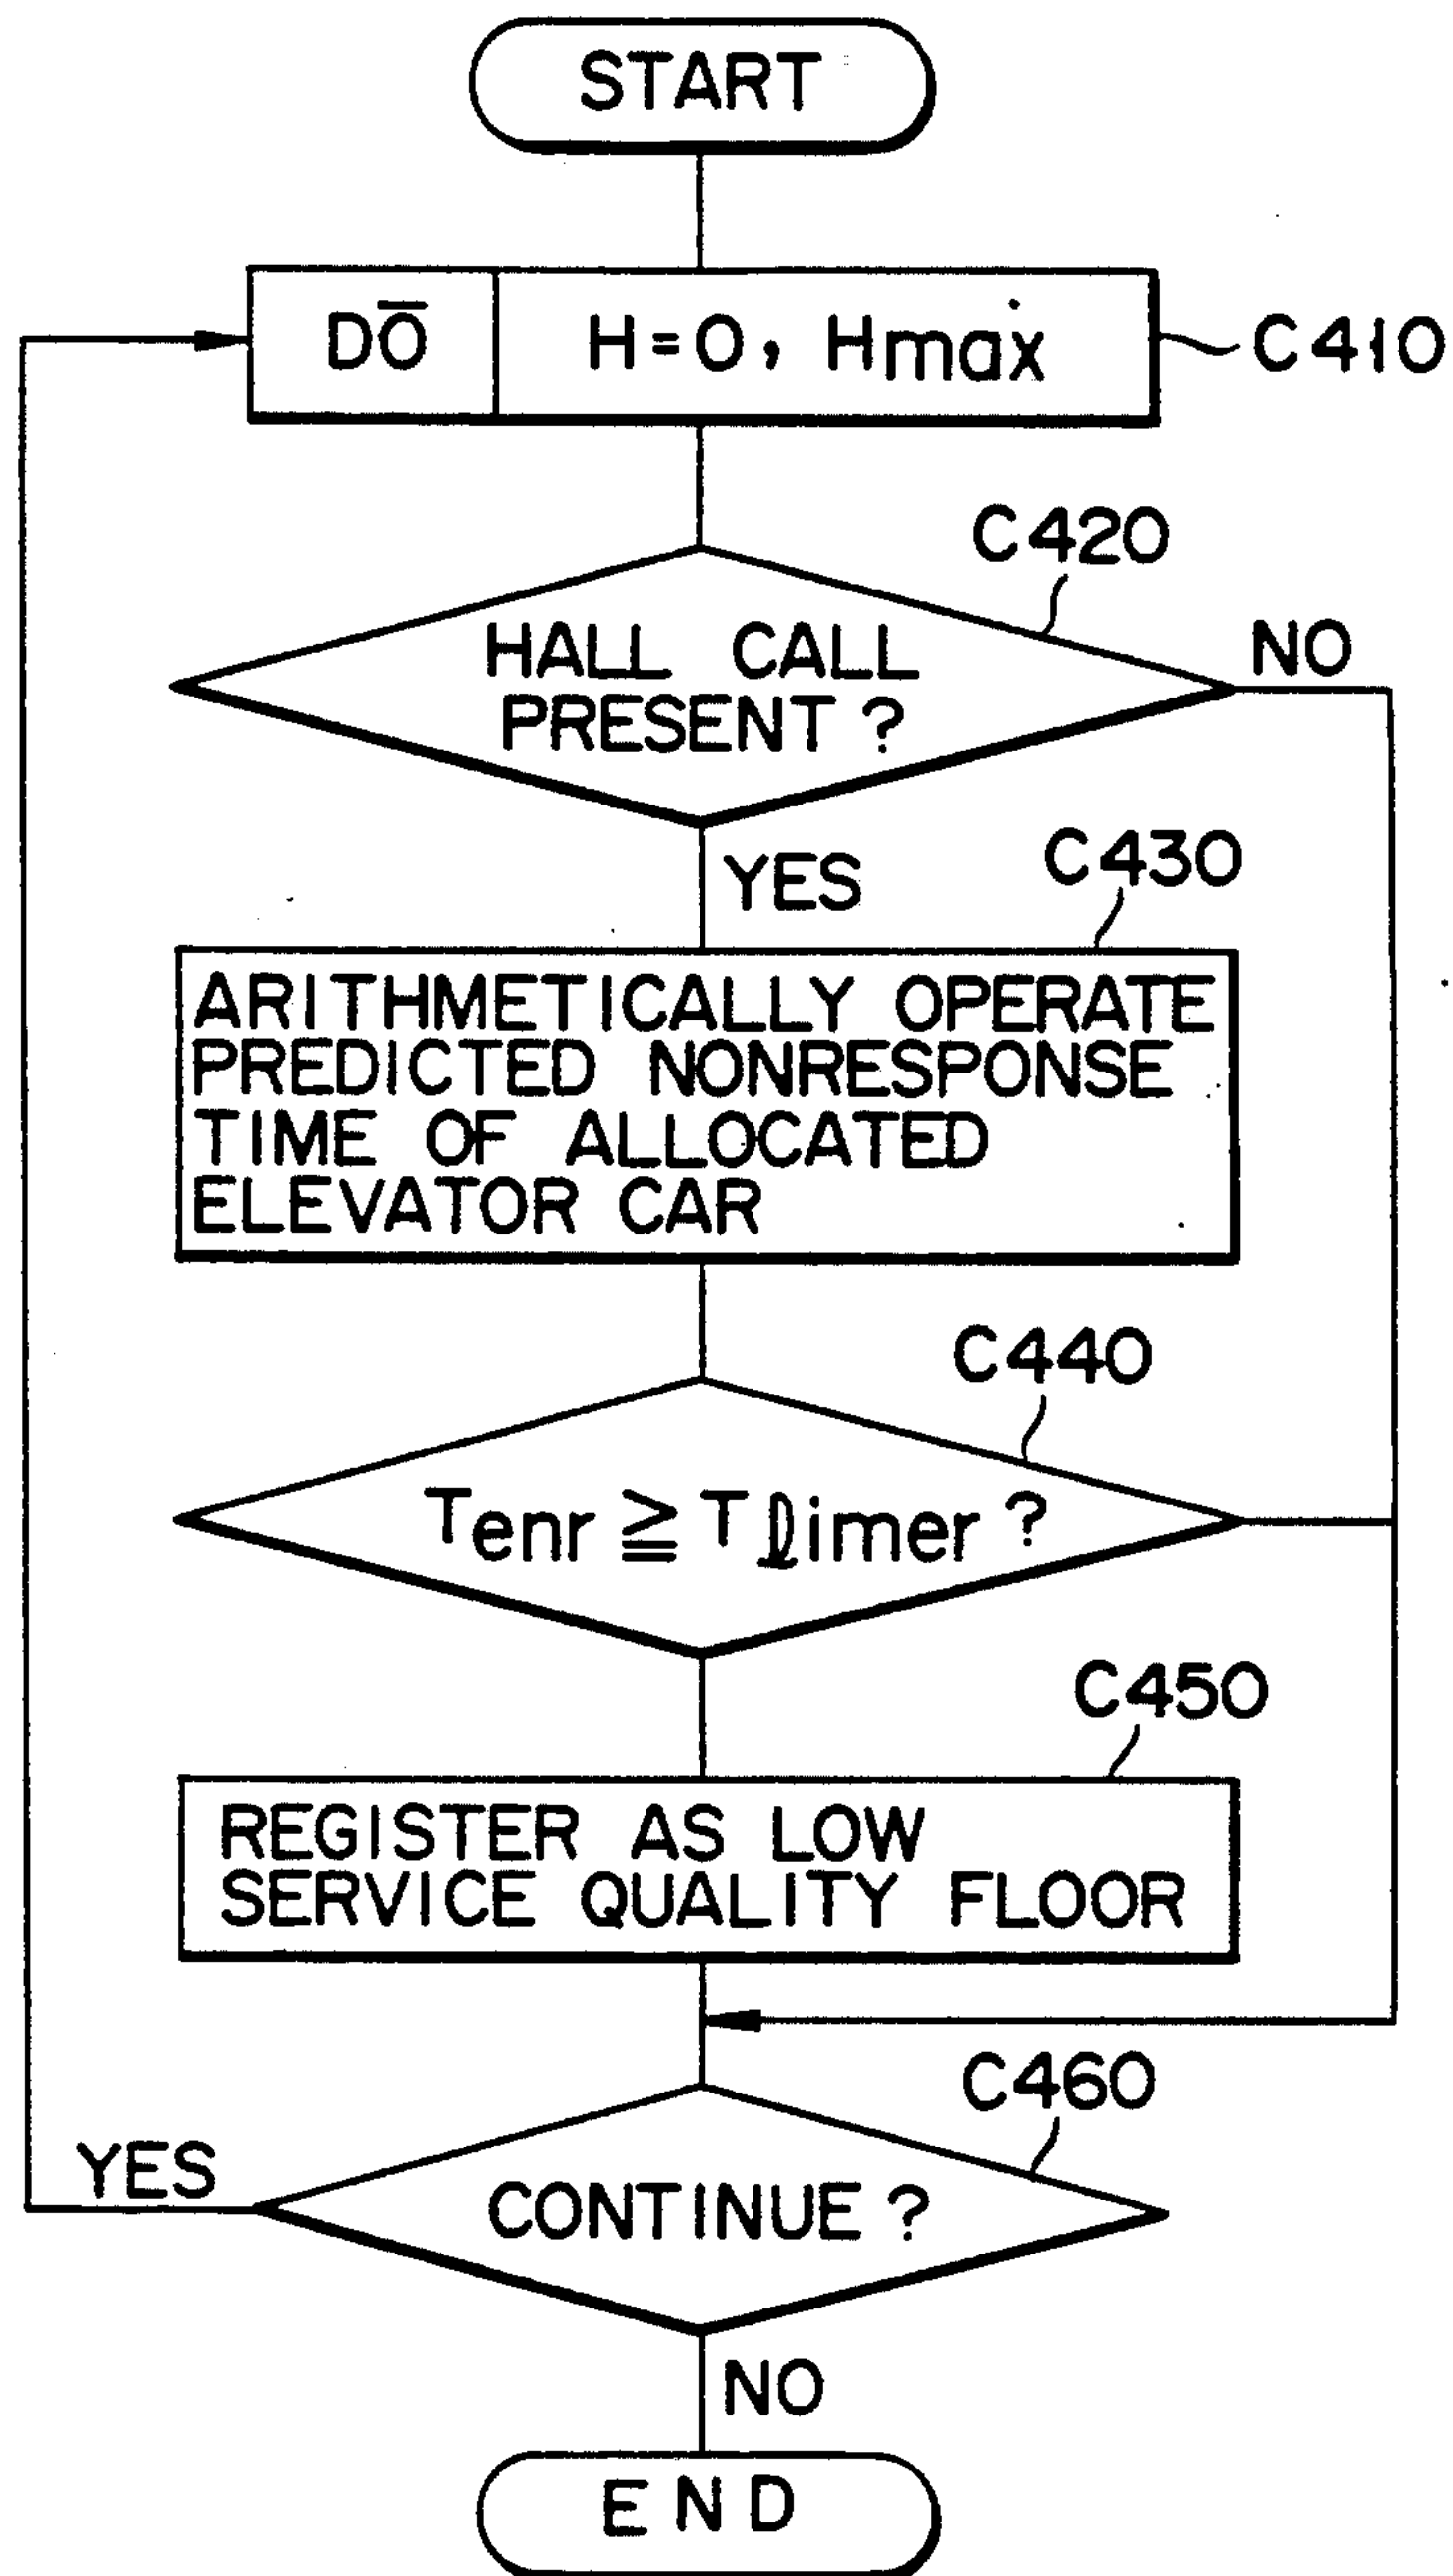 START
DO̅ H=0, Hmax
C410
C420
HALL CALL
PRESENT ?
NO
YES
C430
ARITHMETICALLY OPERATE
PREDICTED NONRESPONSE
TIME OF ALLOCATED
ELEVATOR CAR
C440
Tenr ≧ Tlimer ?
C450
REGISTER AS LOW
SERVICE QUALITY FLOOR
C460
YES
CONTINUE ?
NO
END